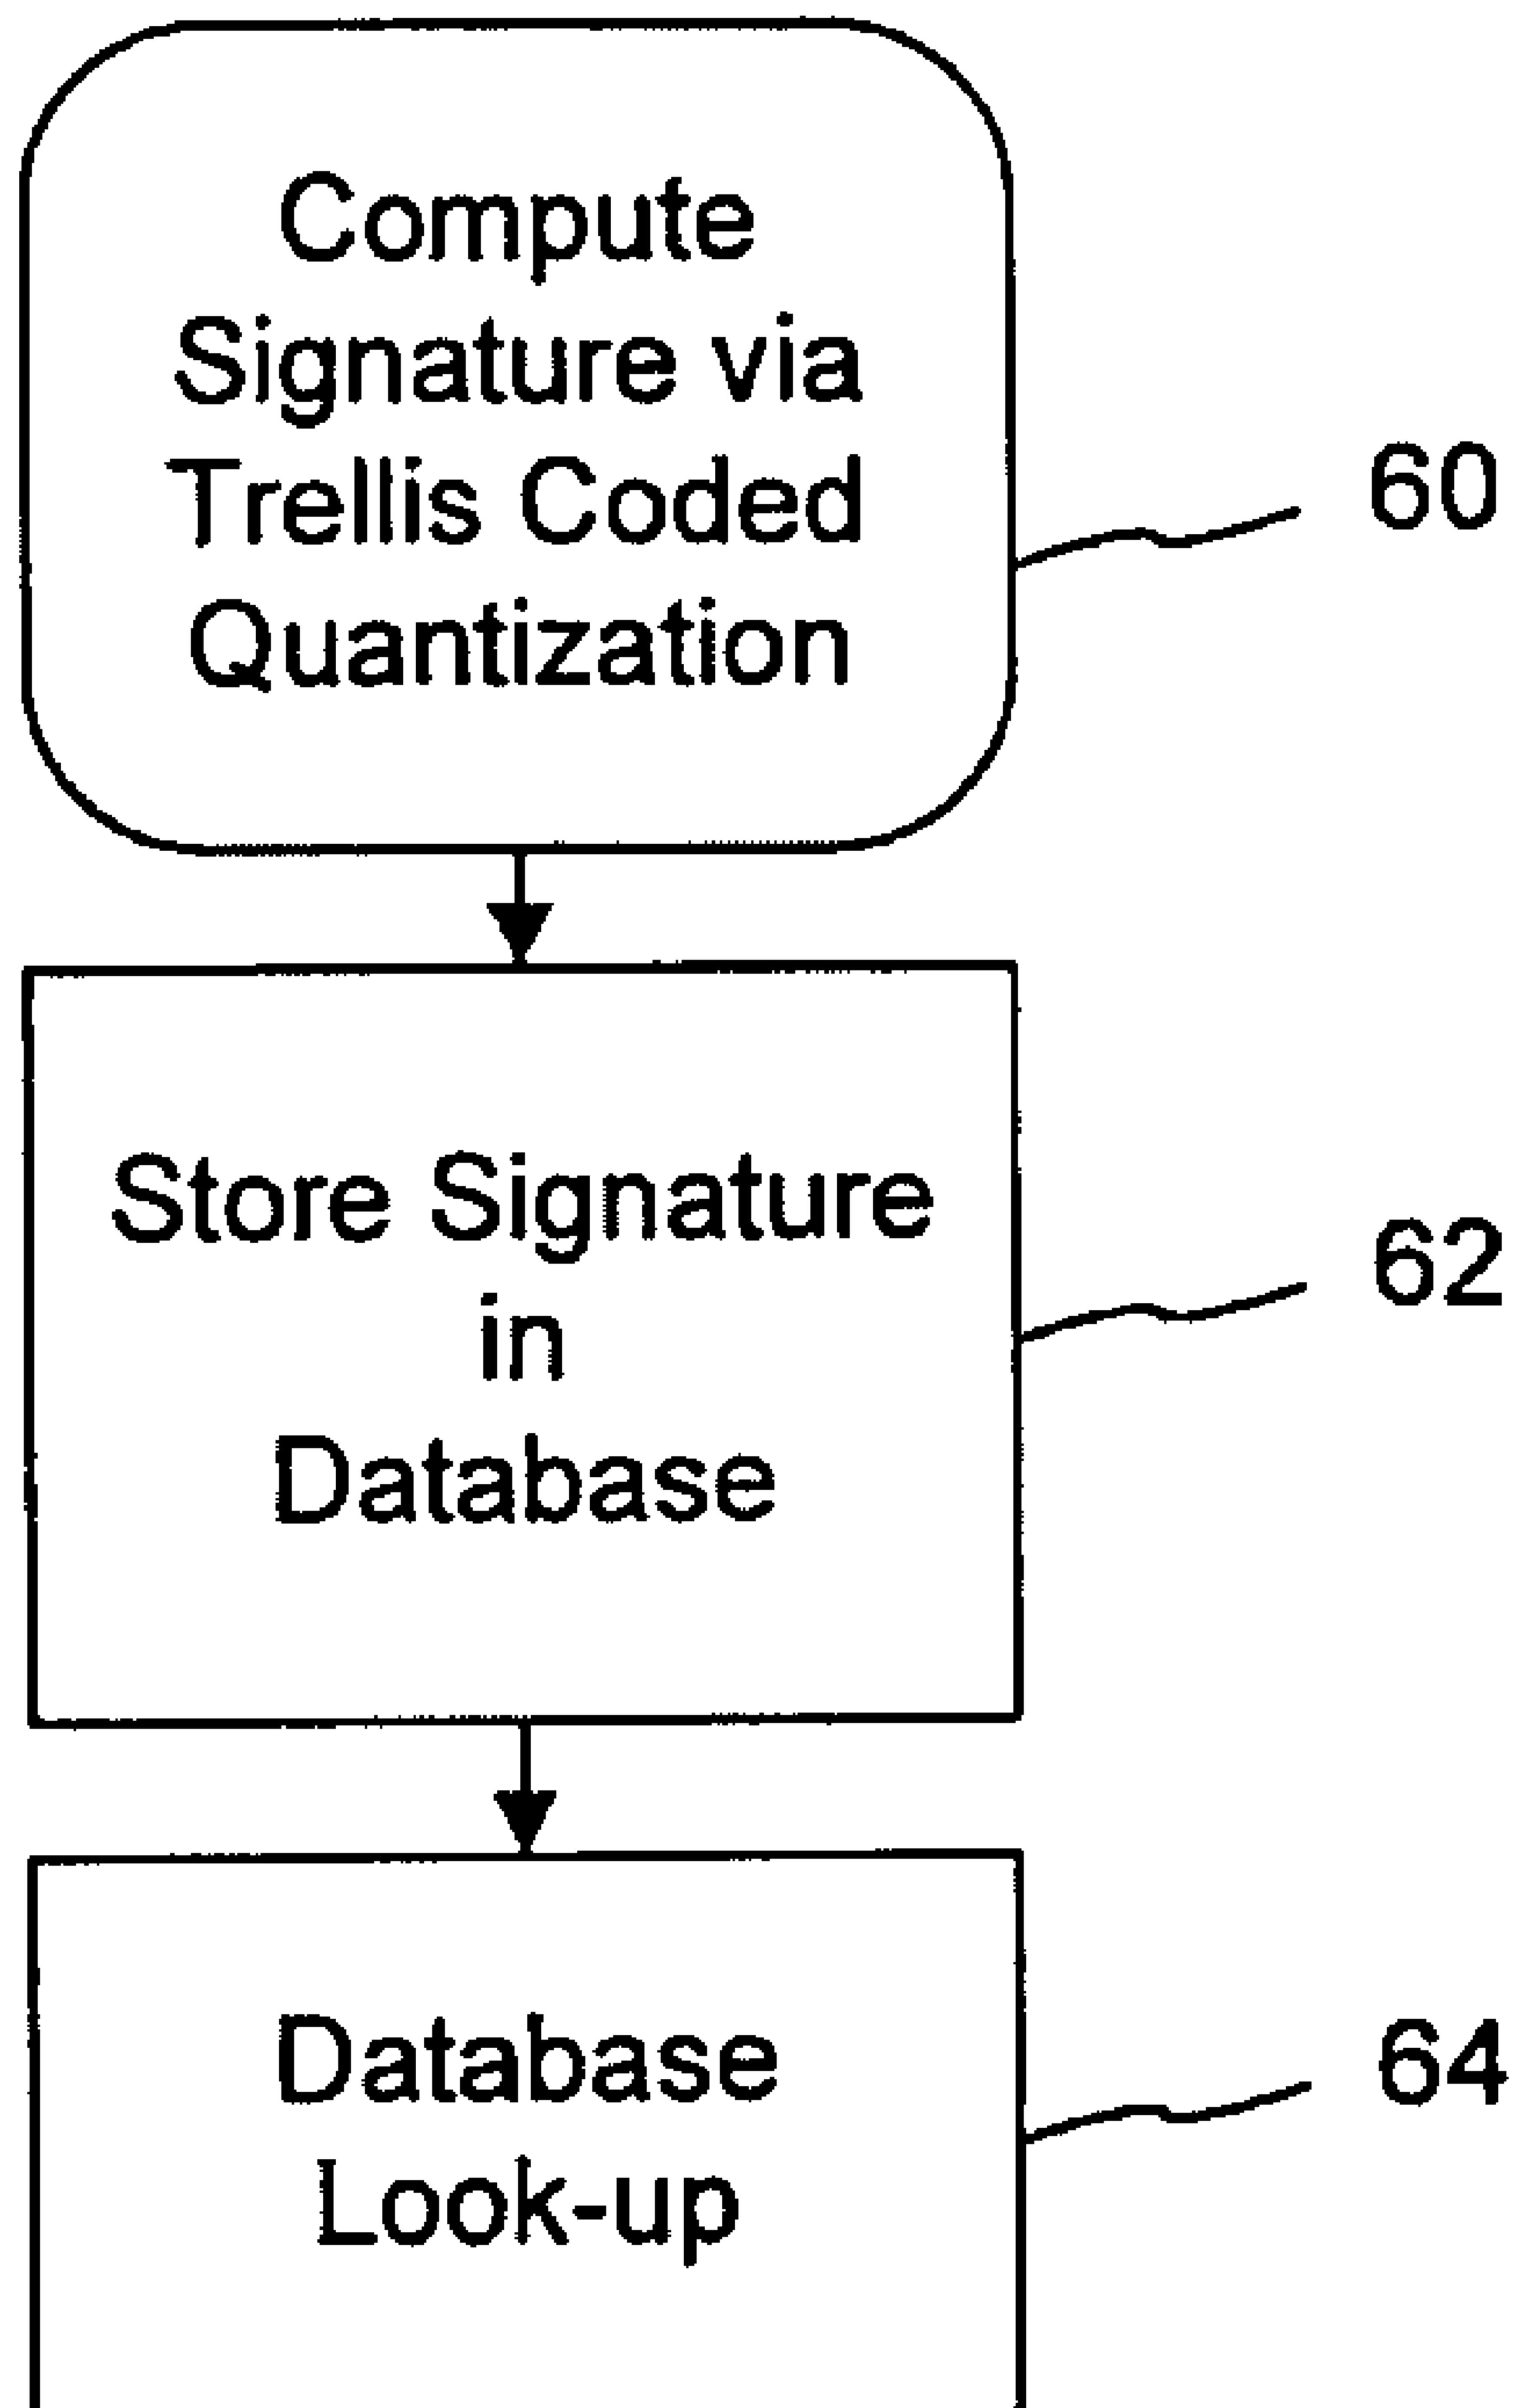 Compute
Signature via
Trellis Coded
Quantization
60
Store Signature
in
Database
62
Database
Look-up
64